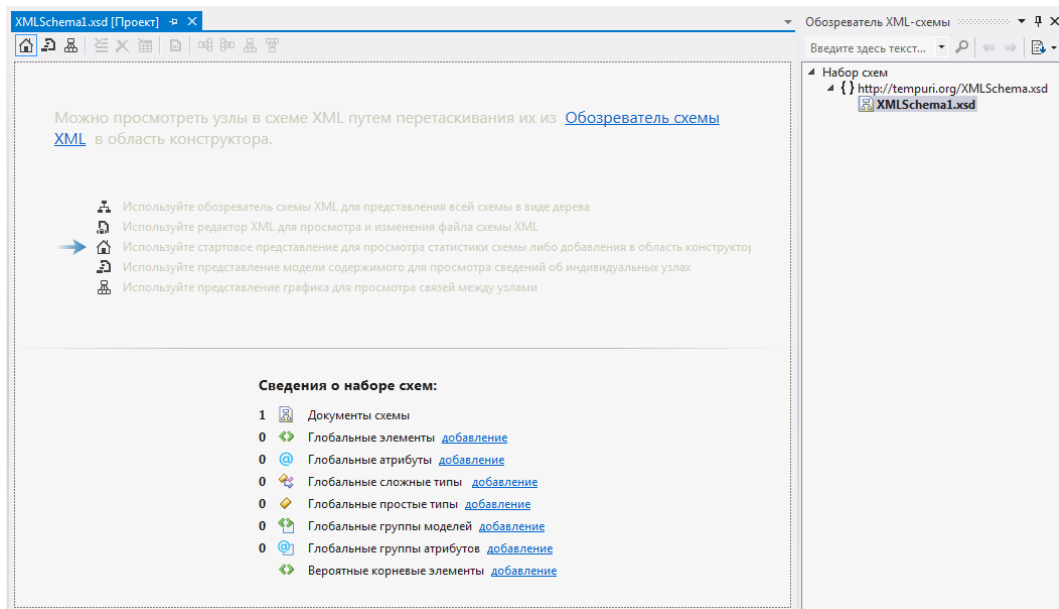 XMLSchema1.xsd [Проект]
Можно просмотреть узлы в схеме XML путем перетаскивания их из Обозреватель схемы
XML в область конструктора.
Используйте обозреватель схемы XML для представления всей схемы в виде дерева
Используйте редактор XML для просмотра и изменения файла схемы XML
Используйте стартовое представление для просмотра статистики схемы либо добавления в область конструктор
Используйте представление модели содержимого для просмотра сведений об индивидуальных узлах
Используйте представление графика для просмотра связей между узлами
Сведения о наборе схем:
1 Документы схемы
0 Глобальные элементы добавление
0 Глобальные атрибуты добавление
0 Глобальные сложные типы добавление
0 Глобальные простые типы добавление
0 Глобальные группы моделей добавление
0 Глобальные группы атрибутов добавление
Вероятные корневые элементы добавление
Обозреватель XML-схемы
Введите здесь текст...
Набор схем
{ } http://tempuri.org/XMLSchema.xsd
XMLSchema1.xsd